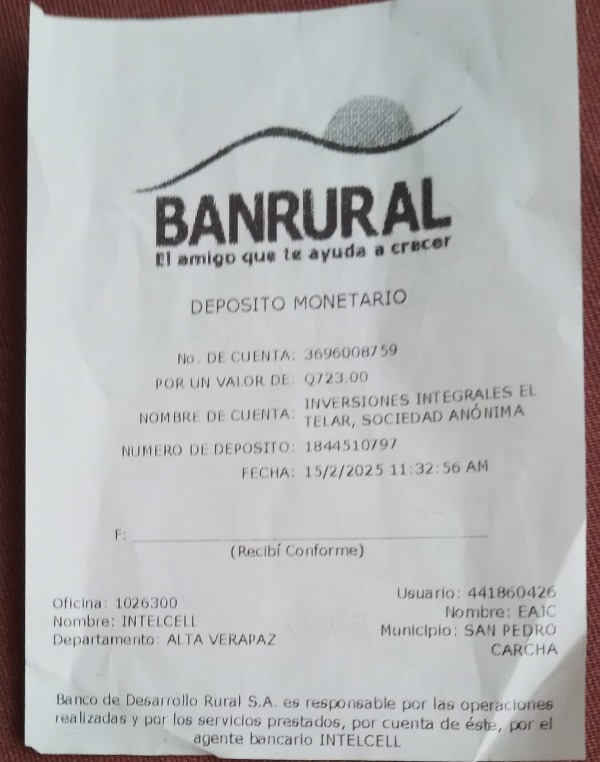 BANRURAL
El amigo que te ayuda a crecer
DEPOSITO MONETARIO
No. DE CUENTA: 3696008759
POR UN VALOR DE: Q723.00
NOMBRE DE CUENTA: INVERSIONES INTEGRALES EL
TELAR, SOCIEDAD ANÓNIMA
NUMERO DE DEPOSITO: 1844510797
FECHA: 15/2/2025 11:32:56 AM
F:
(Recibí Conforme)
Oficina: 1026300
Nombre: INTELCELL
Departamento: ALTA VERAPAZ
Usuario: 441860426
Nombre: EAJC
Municipio: SAN PEDRO
CARCHA
Banco de Desarrollo Rural S.A. es responsable por las operaciones
realizadas y por los servicios prestados, por cuenta de éste, por el
agente bancario INTELCELL